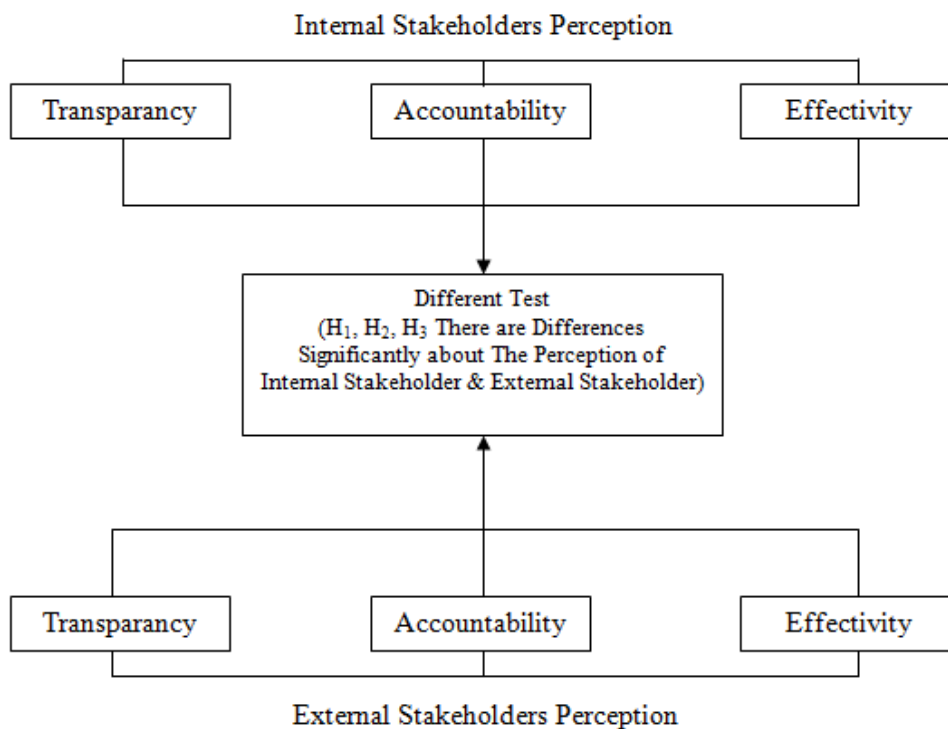 Internal Stakeholders Perception
Transparancy
Accountability
Effectivity
Different Test
(H₁, H₂, H₃ There are Differences
Significantly about The Perception of
Internal Stakeholder & External Stakeholder)
Transparancy
Accountability
Effectivity
External Stakeholders Perception